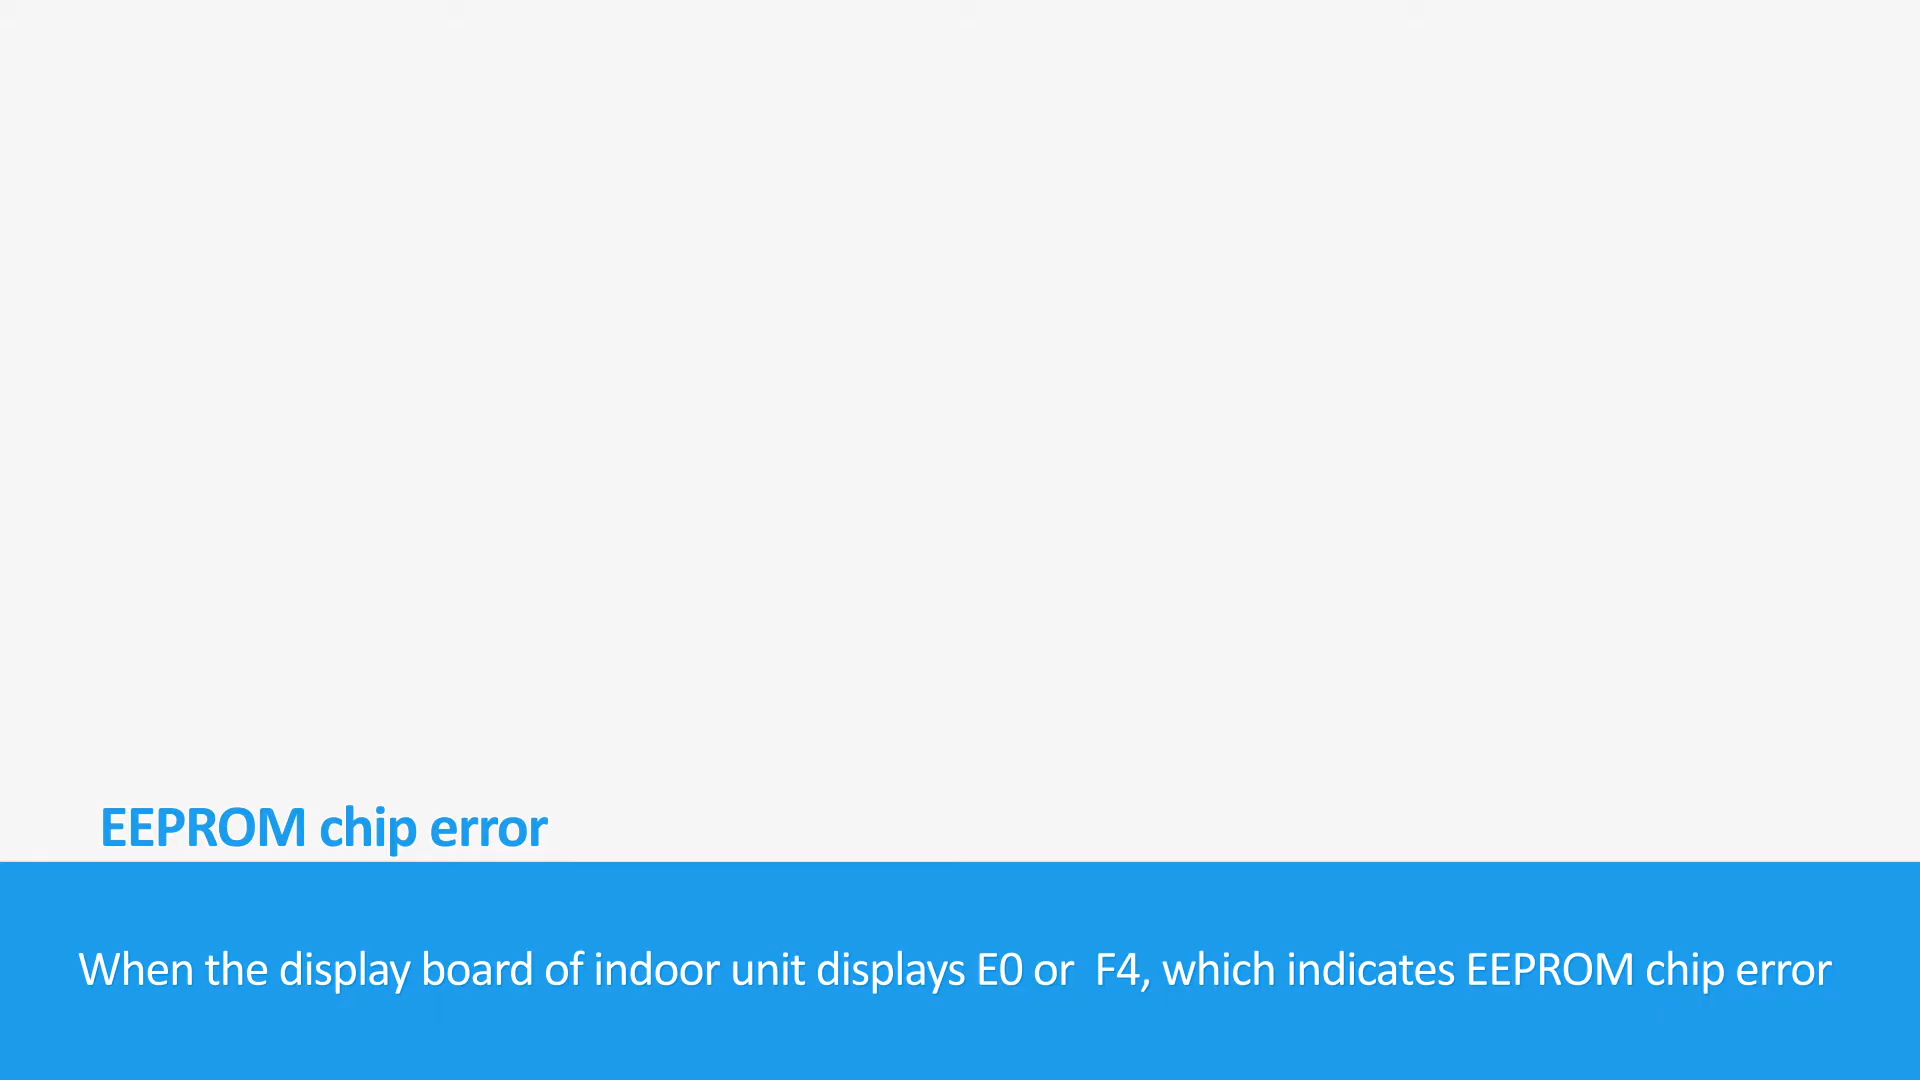 EEPROM chip error
When the display board of indoor unit displays E0 or  F4, which indicates EEPROM chip error